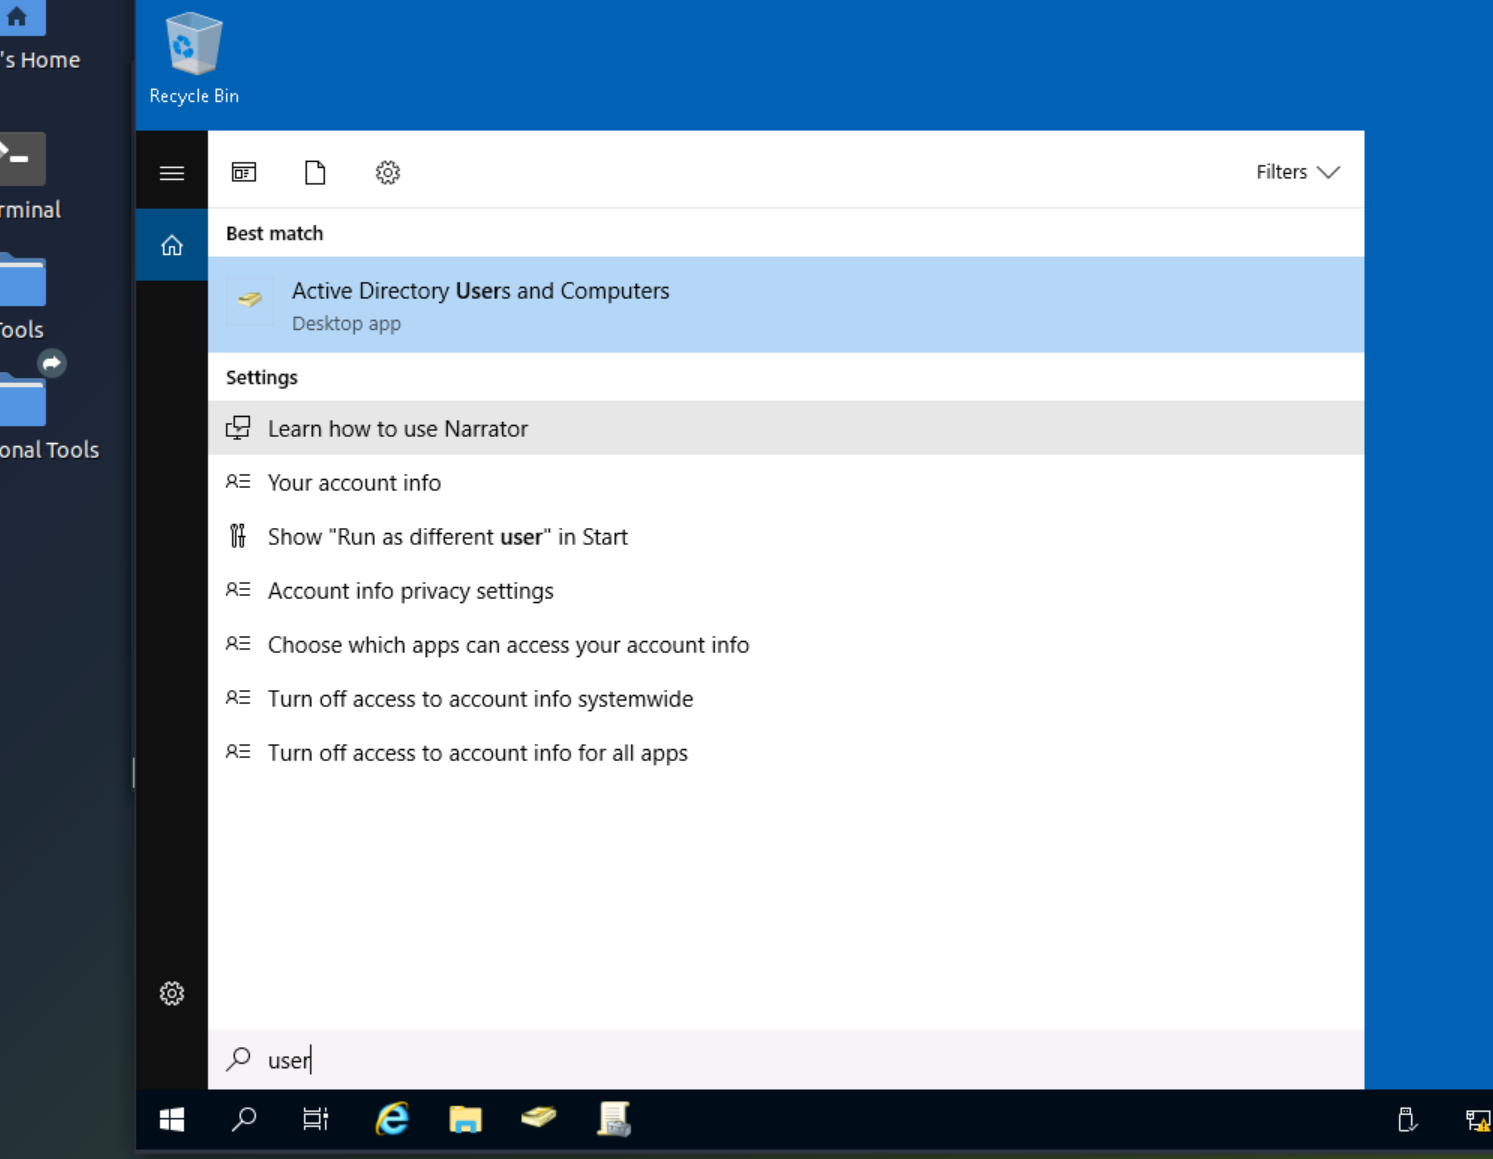 's Home
rminal
ools
onal Tools
Recycle Bin
Filters
Best match
Active Directory Users and Computers
Desktop app
Settings
Learn how to use Narrator
Your account info
Show "Run as different user" in Start
Account info privacy settings
Choose which apps can access your account info
Turn off access to account info systemwide
Turn off access to account info for all apps
user